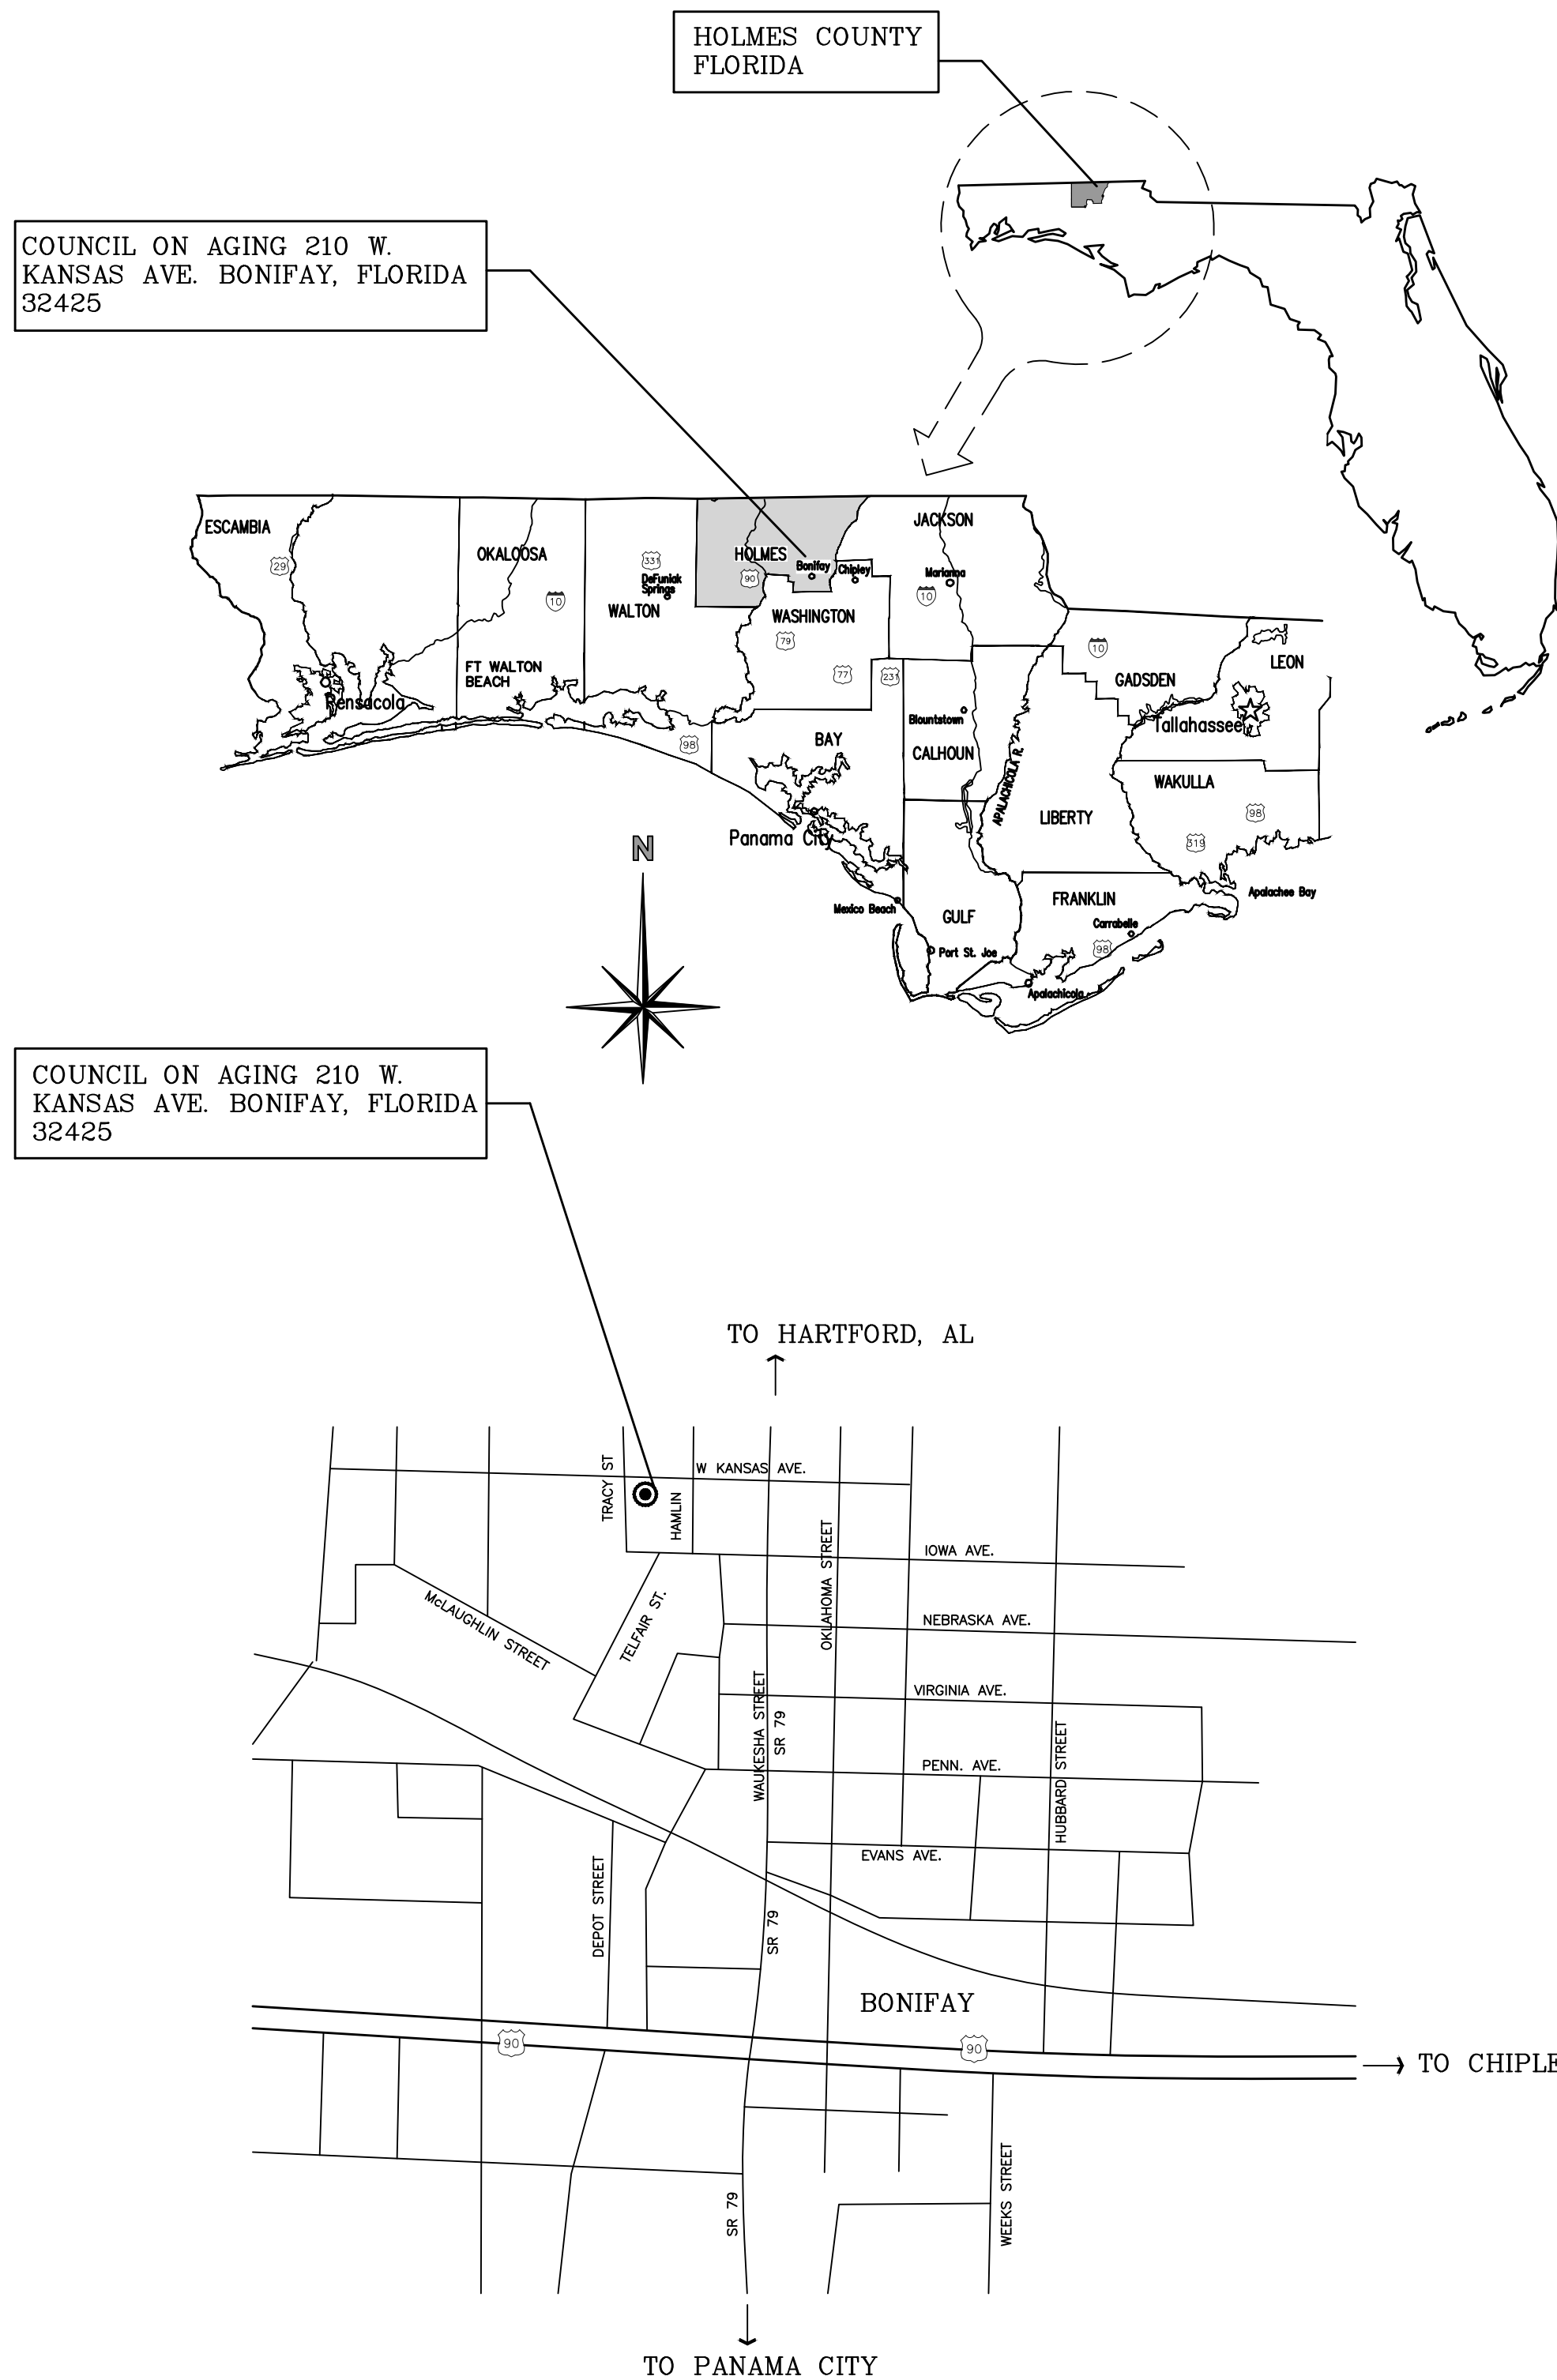 HOLMES COUNTY
FLORIDA
COUNCIL ON AGING 210 W.
KANSAS AVE. BONIFAY, FLORIDA
32425
ESCAMBIA
29
OKALOOSA
10
FT WALTON
BEACH
Pensacola
331
DeFuniak
Springs
WALTON
HOLMES
90
Bonifay
Chipley
JACKSON
Marianna
10
WASHINGTON
79
77
231
98
BAY
Blountstown
CALHOUN
APALACHICOLA R.
10
GADSDEN
LEON
Tallahassee
WAKULLA
98
319
LIBERTY
Panama City
Mexico Beach
GULF
Port St. Joe
FRANKLIN
Carrabelle
98
Apalachicola
Apalachee Bay
N
COUNCIL ON AGING 210 W.
KANSAS AVE. BONIFAY, FLORIDA
32425
TO HARTFORD, AL
TRACY ST
W KANSAS AVE.
HAMLIN
IOWA AVE.
OKLAHOMA STREET
McLAUGHLIN STREET
TELFAIR ST.
NEBRASKA AVE.
VIRGINIA AVE.
WAUKESHA STREET
SR 79
HUBBARD STREET
PENN. AVE.
EVANS AVE.
DEPOT STREET
SR 79
BONIFAY
90
90
TO CHIPLE
WEEKS STREET
SR 79
TO PANAMA CITY